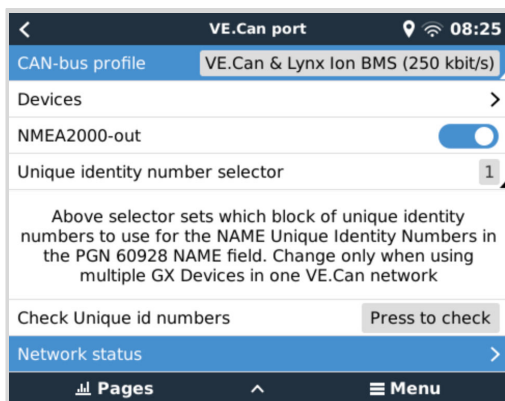 VE.Can port 08:25
CAN-bus profile VE.Can & Lynx Ion BMS (250 kbit/s)
Devices
NMEA2000-out
Unique identity number selector 1
Above selector sets which block of unique identity
numbers to use for the NAME Unique Identity Numbers in
the PGN 60928 NAME field. Change only when using
multiple GX Devices in one VE.Can network
Check Unique id numbers Press to check
Network status
Pages Menu